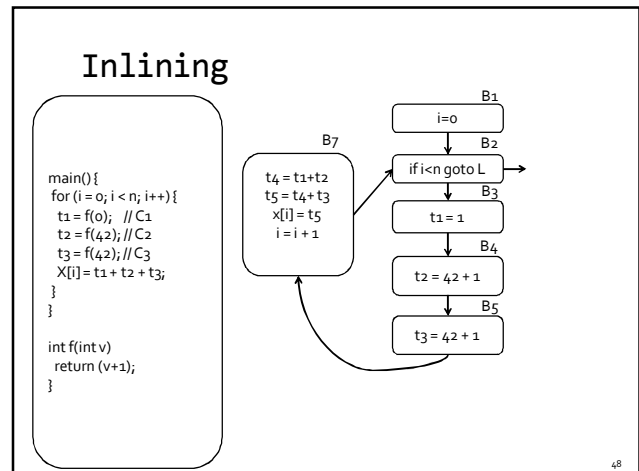 Inlining
main() {
for (i = 0; i < n; i++) {
t1 = f(0); // C1
t2 = f(42); // C2
t3 = f(42); // C3
X[i] = t1 + t2 + t3;
}
}
int f(int v)
return (v+1);
}
B7
t4 = t1+t2
t5 = t4+t3
x[i] = t5
i = i + 1
B1
i=0
B2
if i<n goto L
B3
t1 = 1
B4
t2 = 42 + 1
B5
t3 = 42 + 1
48